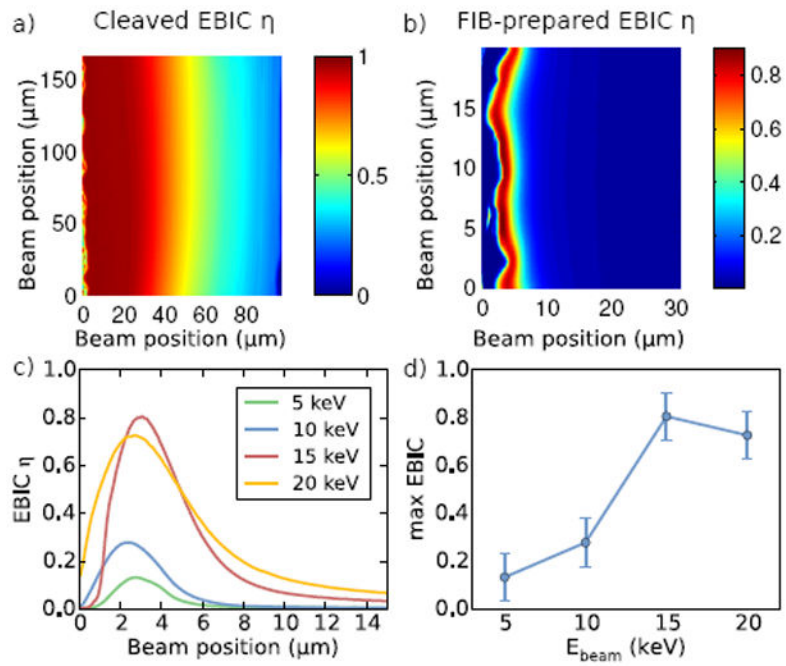 a) Cleaved EBIC η
Beam position (μm)
150
100
50
0
0 20 40 60 80
Beam position (μm)
1
0.5
0
b) FIB-prepared EBIC η
Beam position (μm)
15
10
5
0
0 10 20 30
Beam position (μm)
0.8
0.6
0.4
0.2
c)
EBIC η
1.0
0.8
0.6
0.4
0.2
0.0
0 2 4 6 8 10 12 14
Beam position (μm)
5 keV
10 keV
15 keV
20 keV
d)
max EBIC
1.0
0.8
0.6
0.4
0.2
0.0
5 10 15 20
Ebeam (keV)